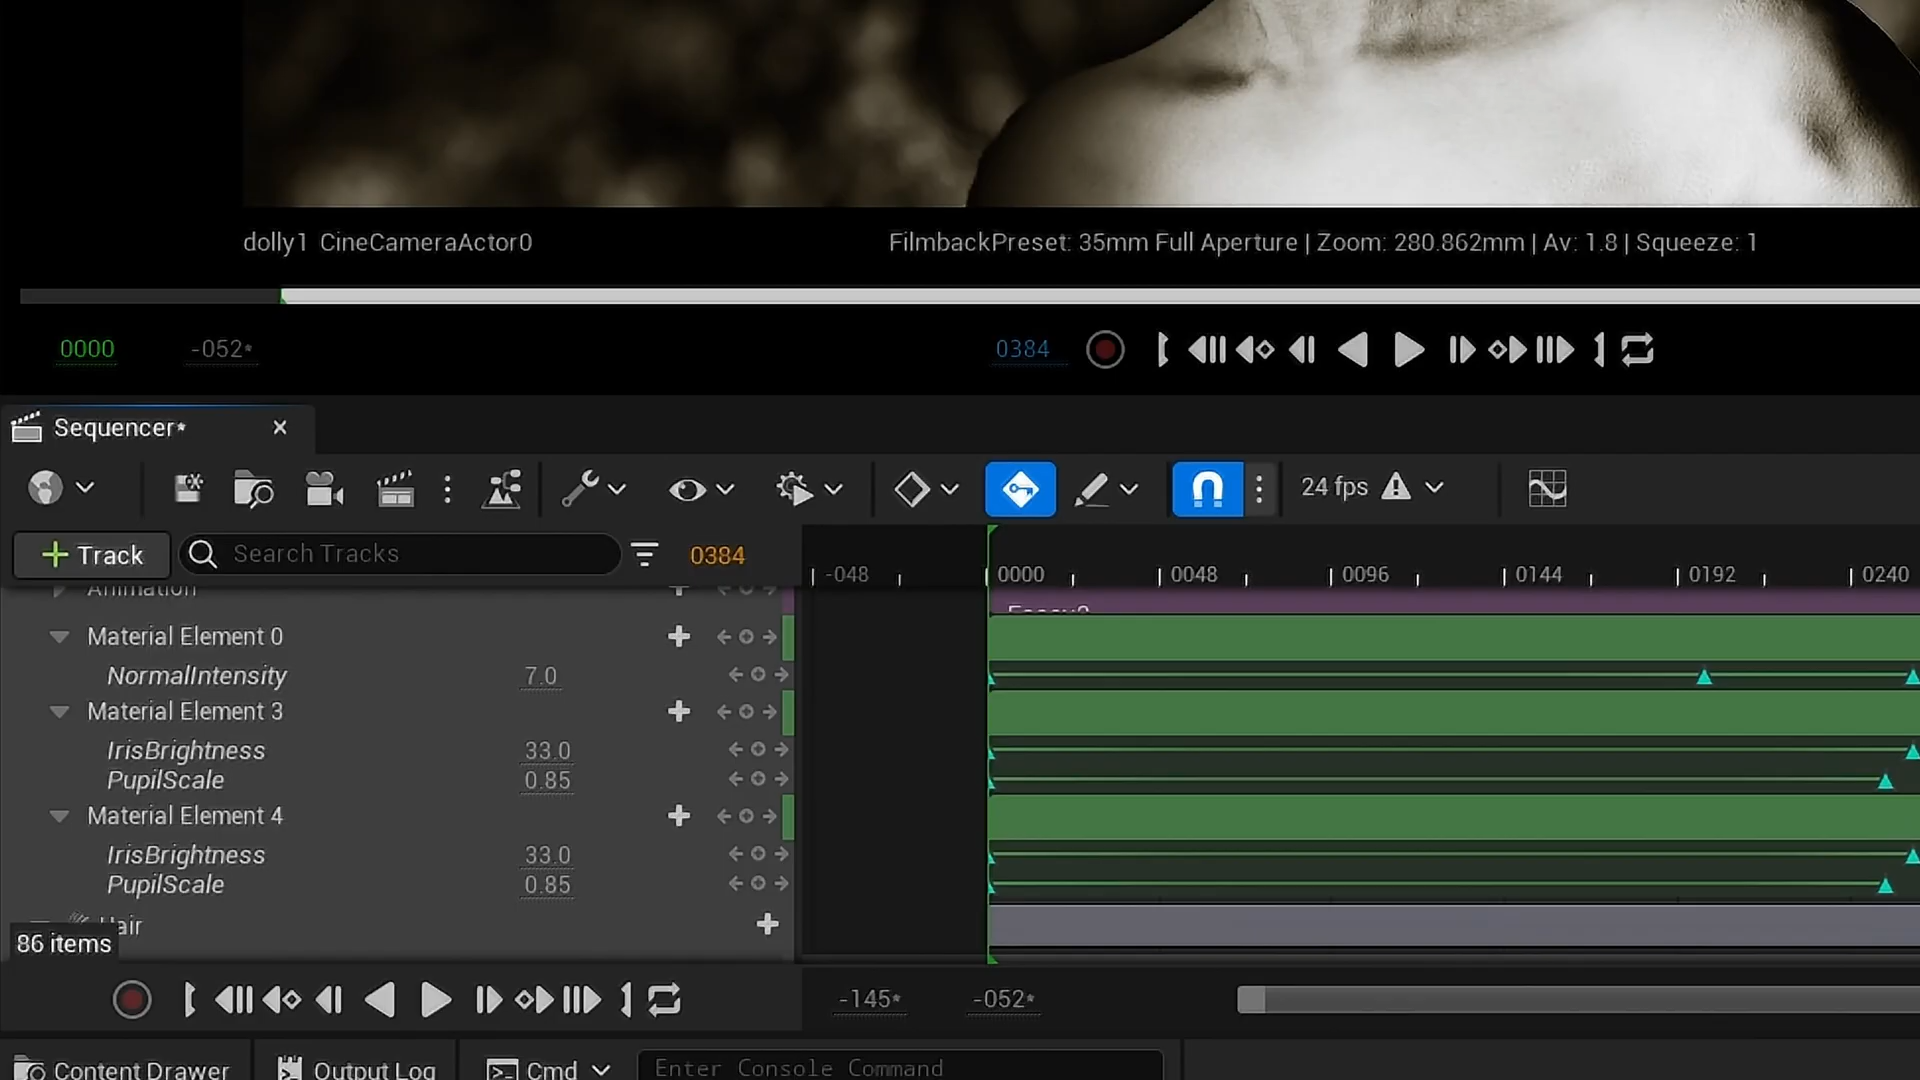 dolly1 CineCameraActor0
FilmbackPreset: 35mm Full Aperture | Zoom: 280.862mm | Av: 1.8 | Squeeze: 1
0000 -052* 0384
Sequencer*
24 fps
+ Track Search Tracks 0384
-048 0000 0048 0096 0144 0192 0240
Animation
Material Element 0
NormalIntensity 7.0
Material Element 3
IrisBrightness 33.0
PupilScale 0.85
Material Element 4
IrisBrightness 33.0
PupilScale 0.85
86 items
-145* -052*
Content Drawer Output Log Cmd Enter Console Command